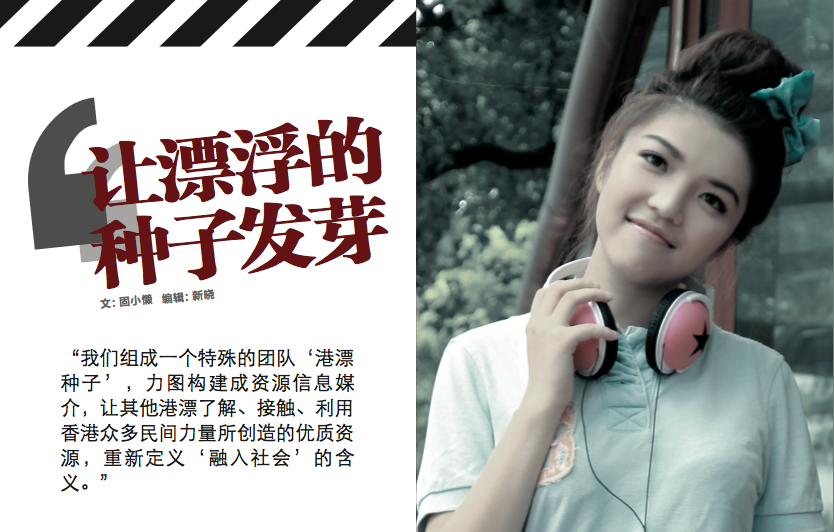 让漂浮的
种子发芽
文：固小懒 编辑：新晓
“我们组成一个特殊的团队‘港漂
种子’，力图构建成资源信息媒
介，让其他港漂了解、接触、利用
香港众多民间力量所创造的优质资
源，重新定义‘融入社会’的含
义。”